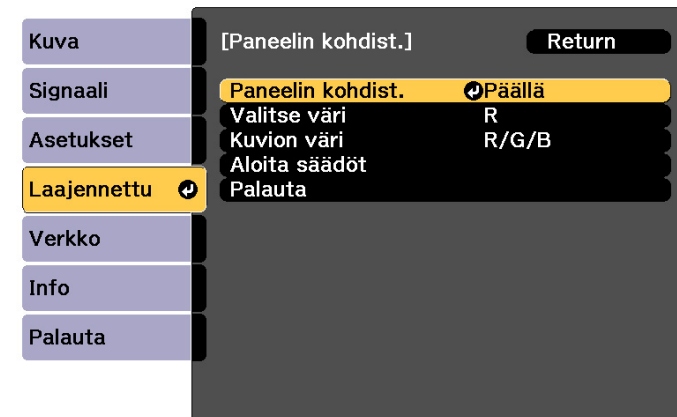 Kuva
Signaali
Asetukset
Laajennettu
Verkko
Info
Palauta
[Paneelin kohdist.] Return
Paneelin kohdist. Päällä
Valitse väri R
Kuvion väri R/G/B
Aloita säädöt
Palauta